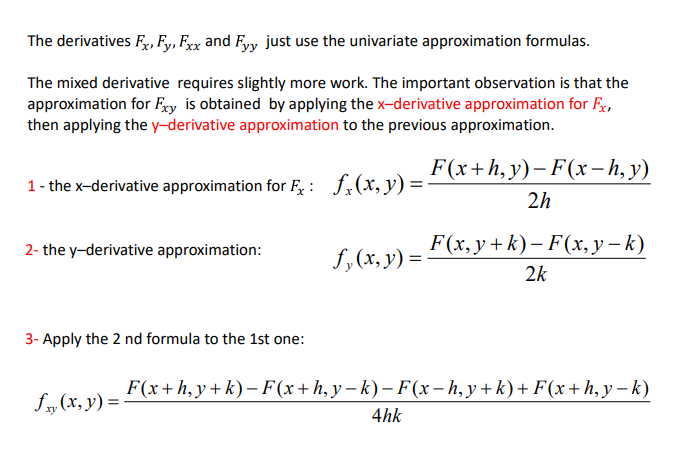 The derivatives Fx, Fy, Fxx and Fyy just use the univariate approximation formulas.
The mixed derivative requires slightly more work. The important observation is that the
approximation for Fxy is obtained by applying the x–derivative approximation for Fx,
then applying the y–derivative approximation to the previous approximation.
1 - the x–derivative approximation for Fx : fx(x, y) = F(x+h, y) – F(x–h, y) / 2h
2- the y–derivative approximation: fy(x, y) = F(x, y+k) – F(x, y–k) / 2k
3- Apply the 2 nd formula to the 1st one:
fxy(x, y) = F(x+h, y+k) – F(x+h, y–k) – F(x–h, y+k) + F(x+h, y–k) / 4hk